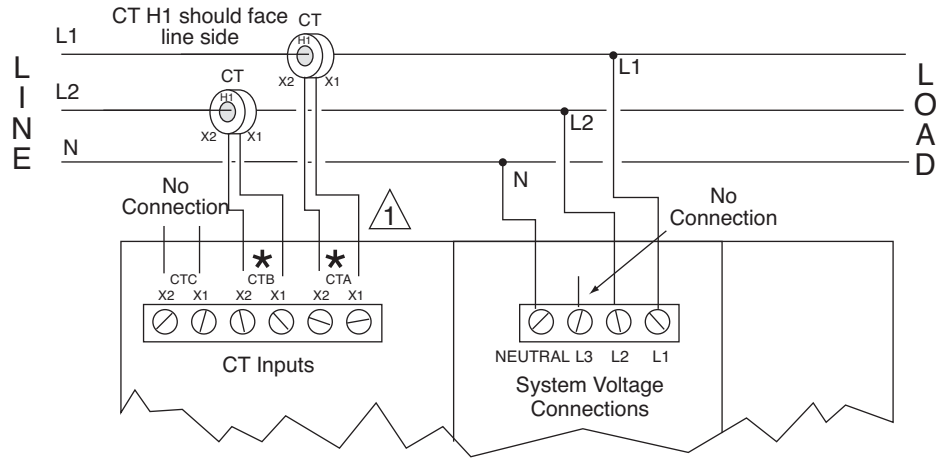 CT H1 should face
line side
CT
L1
H1
X2 X1
L1
LINE
LOAD
CT
L2
H1
X2 X1
L2
N
N
No
Connection
1
No
Connection
* *
CTC CTB CTA
X2 X1 X2 X1 X2 X1
NEUTRAL L3 L2 L1
CT Inputs
System Voltage
Connections